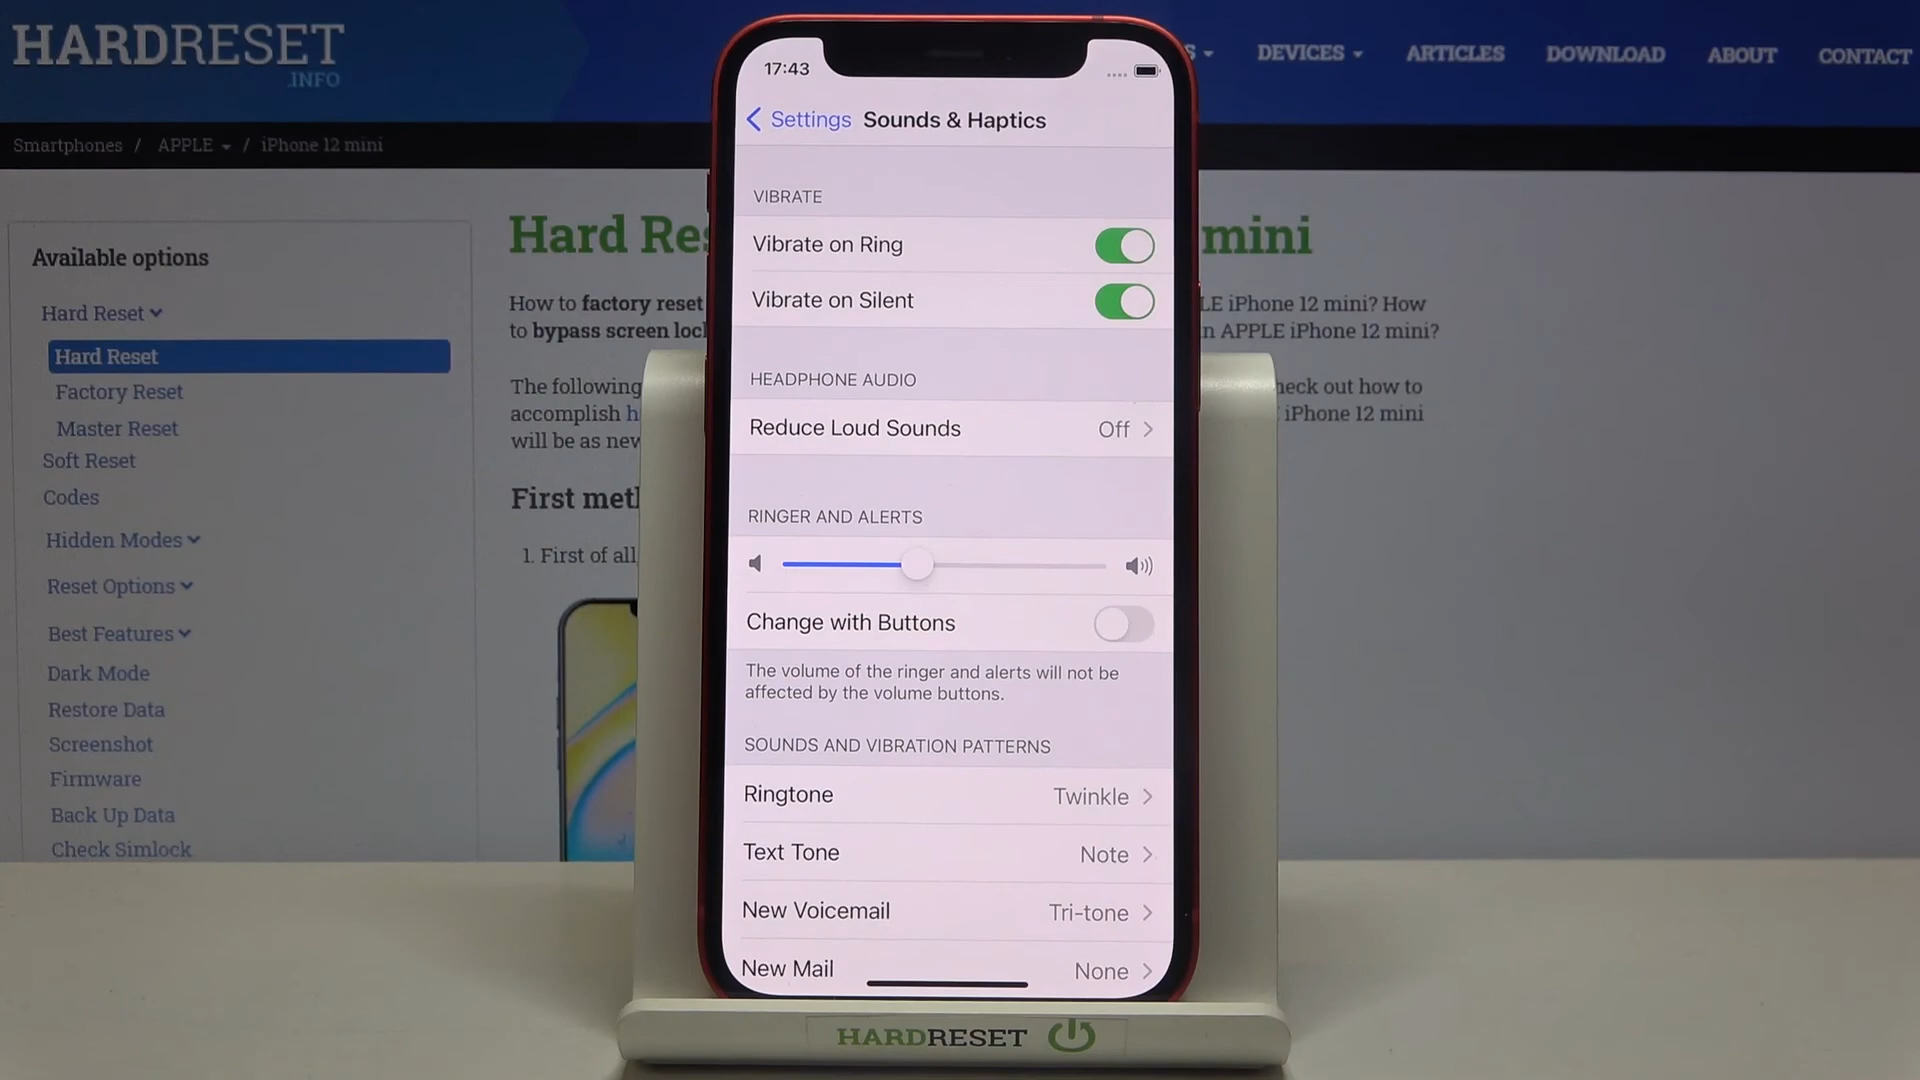 HARDRESET
.INFO
DEVICES
ARTICLES
DOWNLOAD
ABOUT
CONTACT
Smartphones / APPLE / iPhone 12 mini
Available options
Hard Reset
Hard Reset
Factory Reset
Master Reset
Soft Reset
Codes
Hidden Modes
Reset Options
Best Features
Dark Mode
Restore Data
Screenshot
Firmware
Back Up Data
Check Simlock
Hard Res mini
How to factory reset LE iPhone 12 mini? How
to bypass screen loc n APPLE iPhone 12 mini?
The following heck out how to
accomplish h iPhone 12 mini
will be as new
First meth
1. First of all,
17:43
Settings Sounds & Haptics
VIBRATE
Vibrate on Ring
Vibrate on Silent
HEADPHONE AUDIO
Reduce Loud Sounds Off
RINGER AND ALERTS
Change with Buttons
The volume of the ringer and alerts will not be
affected by the volume buttons.
SOUNDS AND VIBRATION PATTERNS
Ringtone Twinkle
Text Tone Note
New Voicemail Tri-tone
New Mail None
HARDRESET